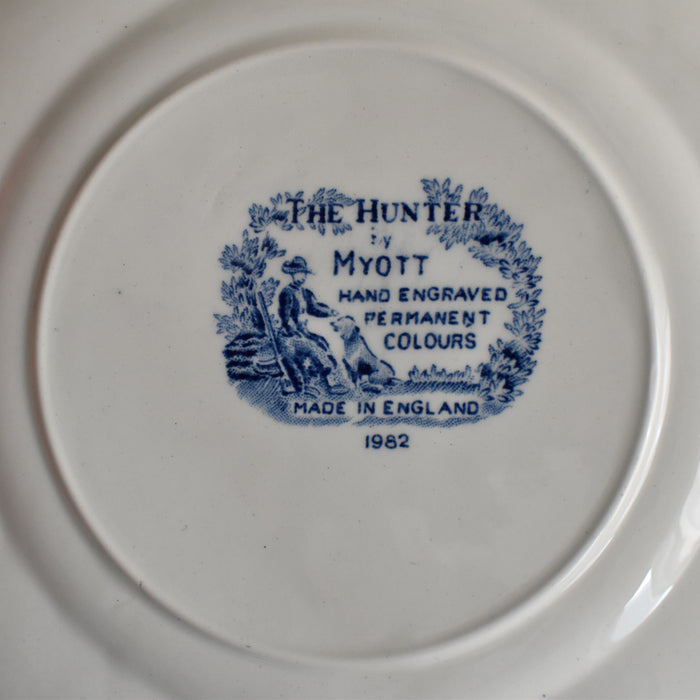 THE HUNTER
by
MYOTT
HAND ENGRAVED
PERMANENT
COLOURS
MADE IN ENGLAND
1982